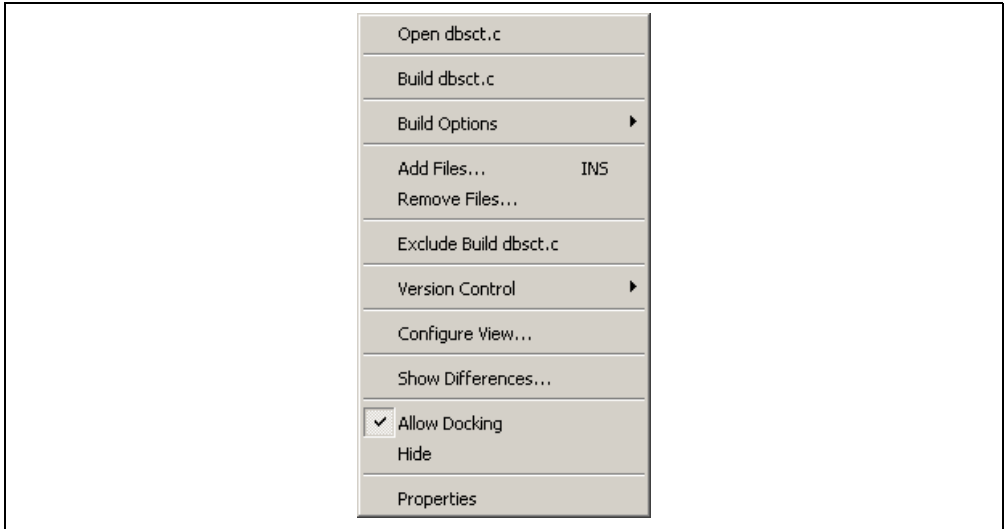 Open dbsct.c
Build dbsct.c
Build Options
Add Files... INS
Remove Files...
Exclude Build dbsct.c
Version Control
Configure View...
Show Differences...
Allow Docking
Hide
Properties